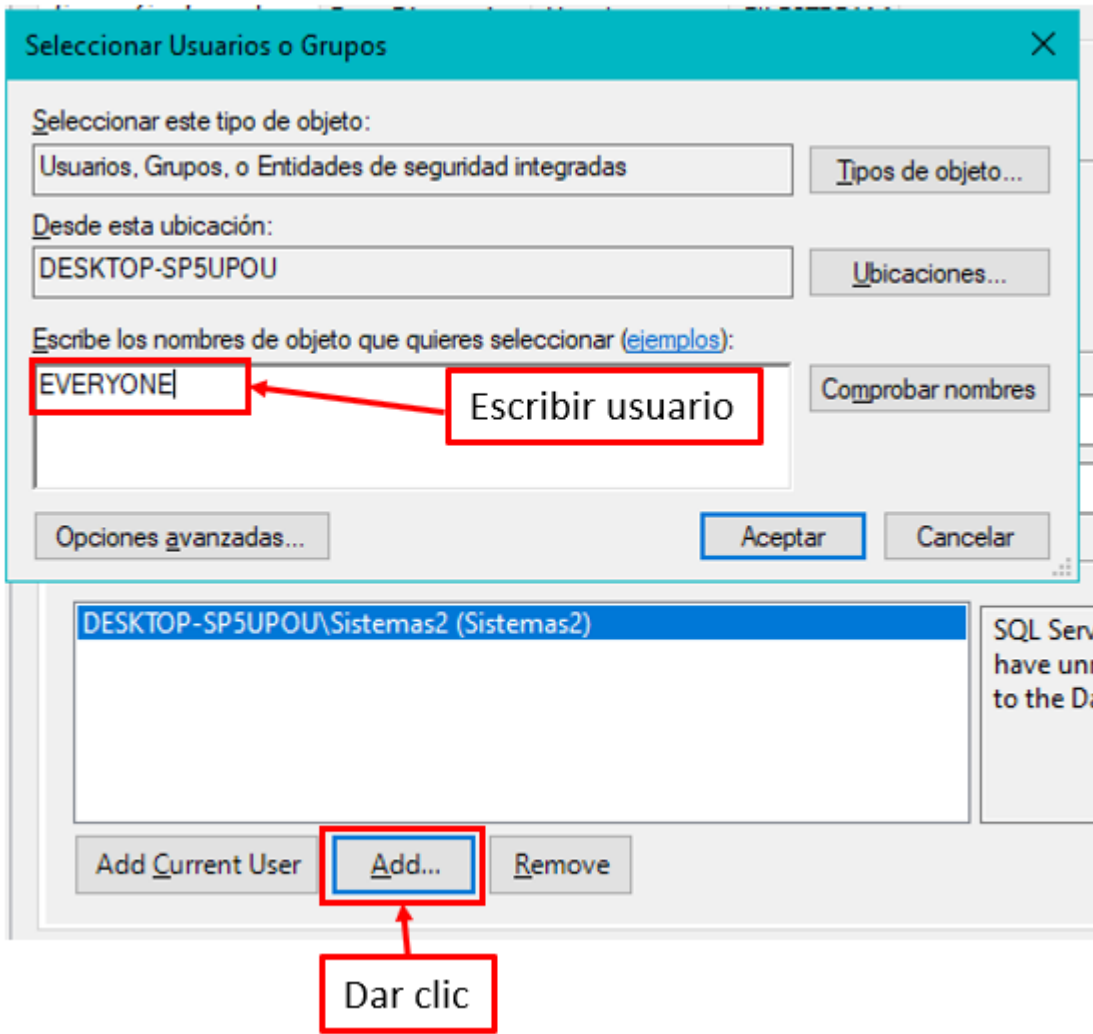 Seleccionar Usuarios o Grupos
Seleccionar este tipo de objeto:
Usuarios, Grupos, o Entidades de seguridad integradas
Tipos de objeto...
Desde esta ubicación:
DESKTOP-SP5UPOU
Ubicaciones...
Escribe los nombres de objeto que quieres seleccionar (ejemplos):
EVERYONE
Escribir usuario
Comprobar nombres
Opciones avanzadas...
Aceptar
Cancelar
DESKTOP-SP5UPOU\Sistemas2 (Sistemas2)
SQL Serv
have unr
to the Da
Add Current User
Add...
Remove
Dar clic